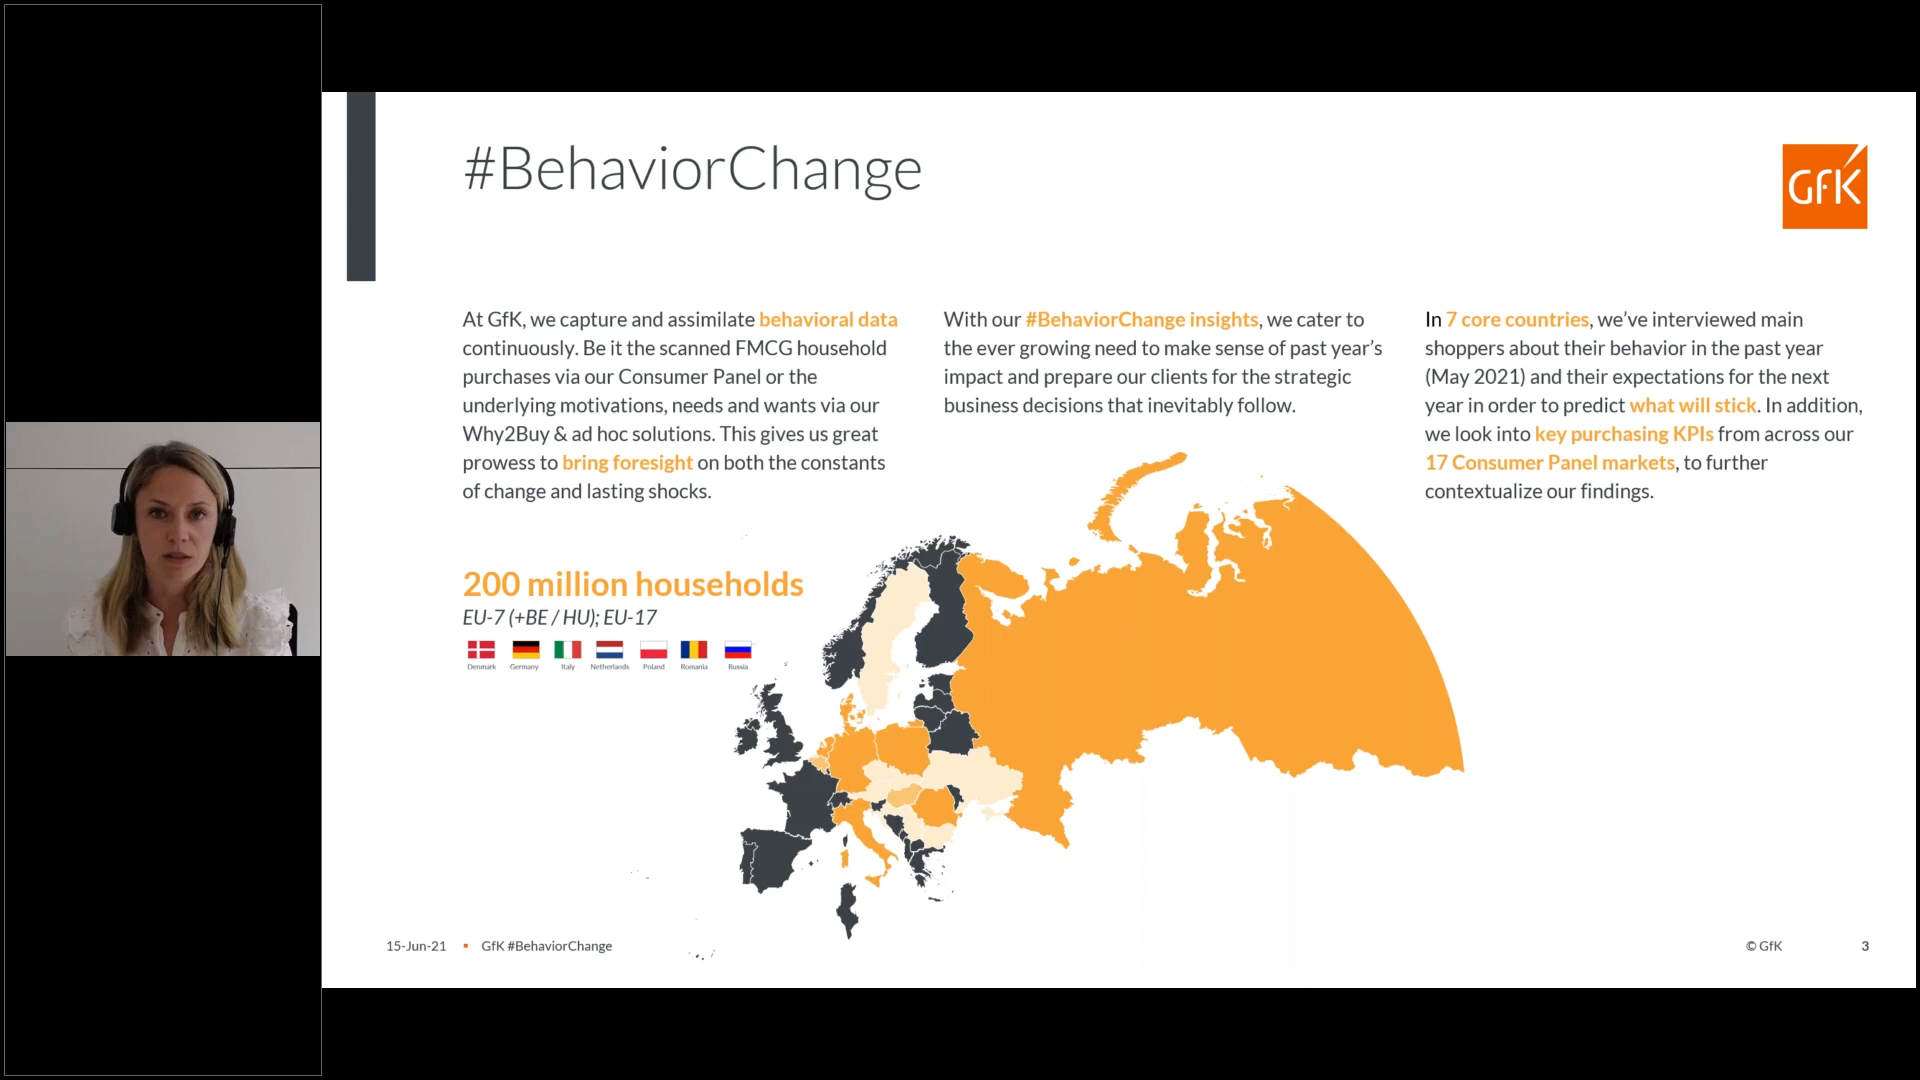 #BehaviorChange
GfK
At GfK, we capture and assimilate behavioral data
continuously. Be it the scanned FMCG household
purchases via our Consumer Panel or the
underlying motivations, needs and wants via our
Why2Buy & ad hoc solutions. This gives us great
prowess to bring foresight on both the constants
of change and lasting shocks.
With our #BehaviorChange insights, we cater to
the ever growing need to make sense of past year’s
impact and prepare our clients for the strategic
business decisions that inevitably follow.
In 7 core countries, we’ve interviewed main
shoppers about their behavior in the past year
(May 2021) and their expectations for the next
year in order to predict what will stick. In addition,
we look into key purchasing KPIs from across our
17 Consumer Panel markets, to further
contextualize our findings.
200 million households
EU-7 (+BE / HU); EU-17
Denmark Germany Italy Netherlands Poland Romania Russia
15-Jun-21 ▪ GfK #BehaviorChange
© GfK 3